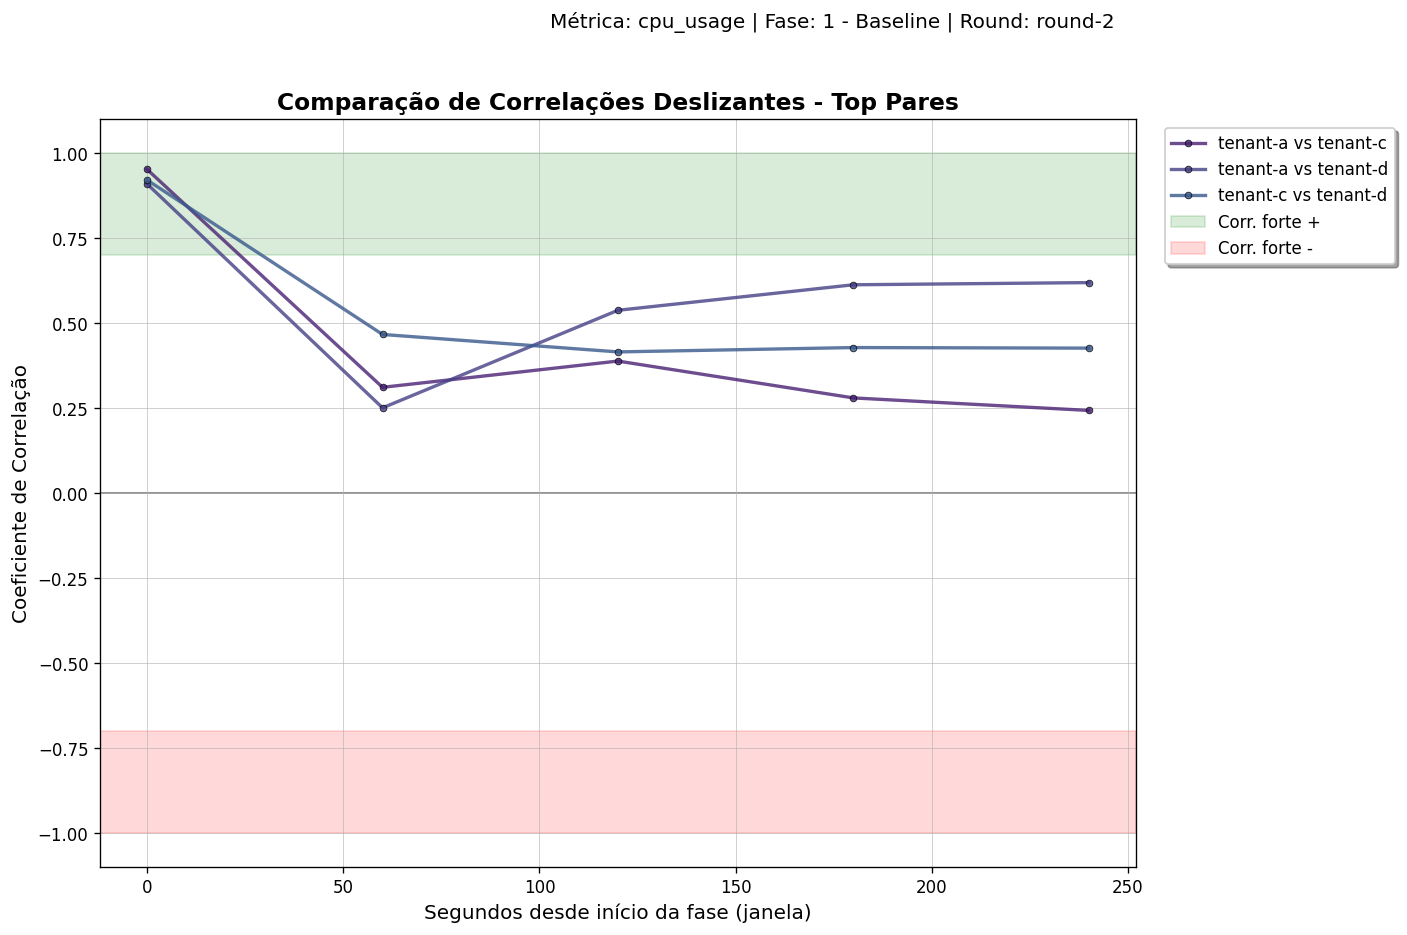 Métrica: cpu_usage | Fase: 1 - Baseline | Round: round-2
Comparação de Correlações Deslizantes - Top Pares
tenant-a vs tenant-c
tenant-a vs tenant-d
tenant-c vs tenant-d
Corr. forte +
Corr. forte -
Coeficiente de Correlação
1.00
0.75
0.50
0.25
0.00
−0.25
−0.50
−0.75
−1.00
0 50 100 150 200 250
Segundos desde início da fase (janela)